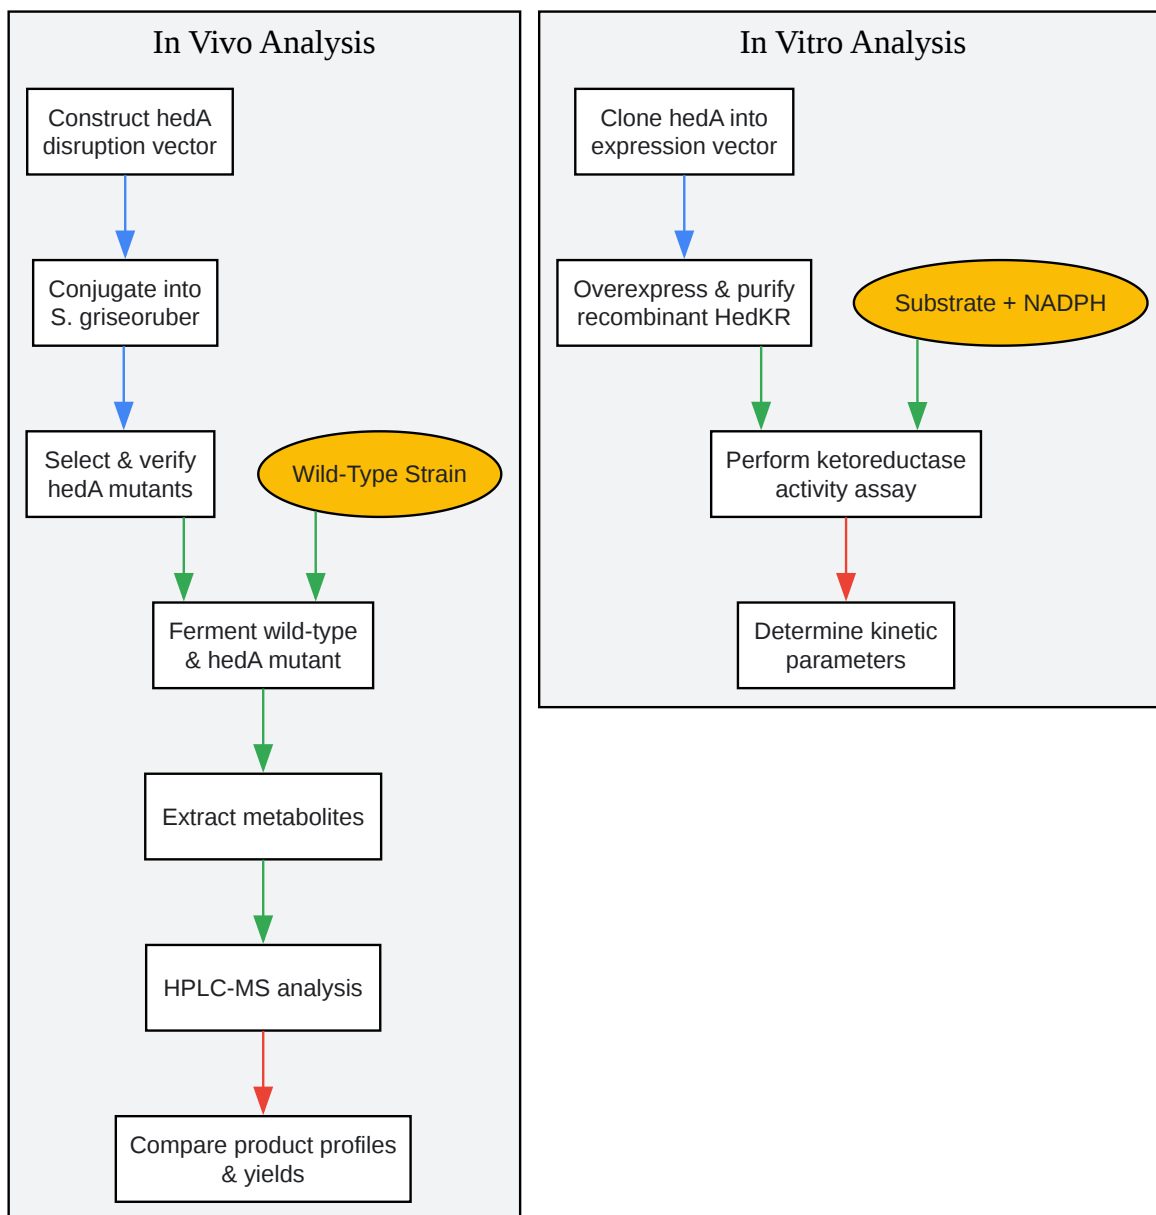 In Vivo Analysis
Construct hedA
disruption vector
Conjugate into
S. griseoruber
Select & verify
hedA mutants
Wild-Type Strain
Ferment wild-type
& hedA mutant
Extract metabolites
HPLC-MS analysis
Compare product profiles
& yields
In Vitro Analysis
Clone hedA into
expression vector
Overexpress & purify
recombinant HedKR
Substrate + NADPH
Perform ketoreductase
activity assay
Determine kinetic
parameters